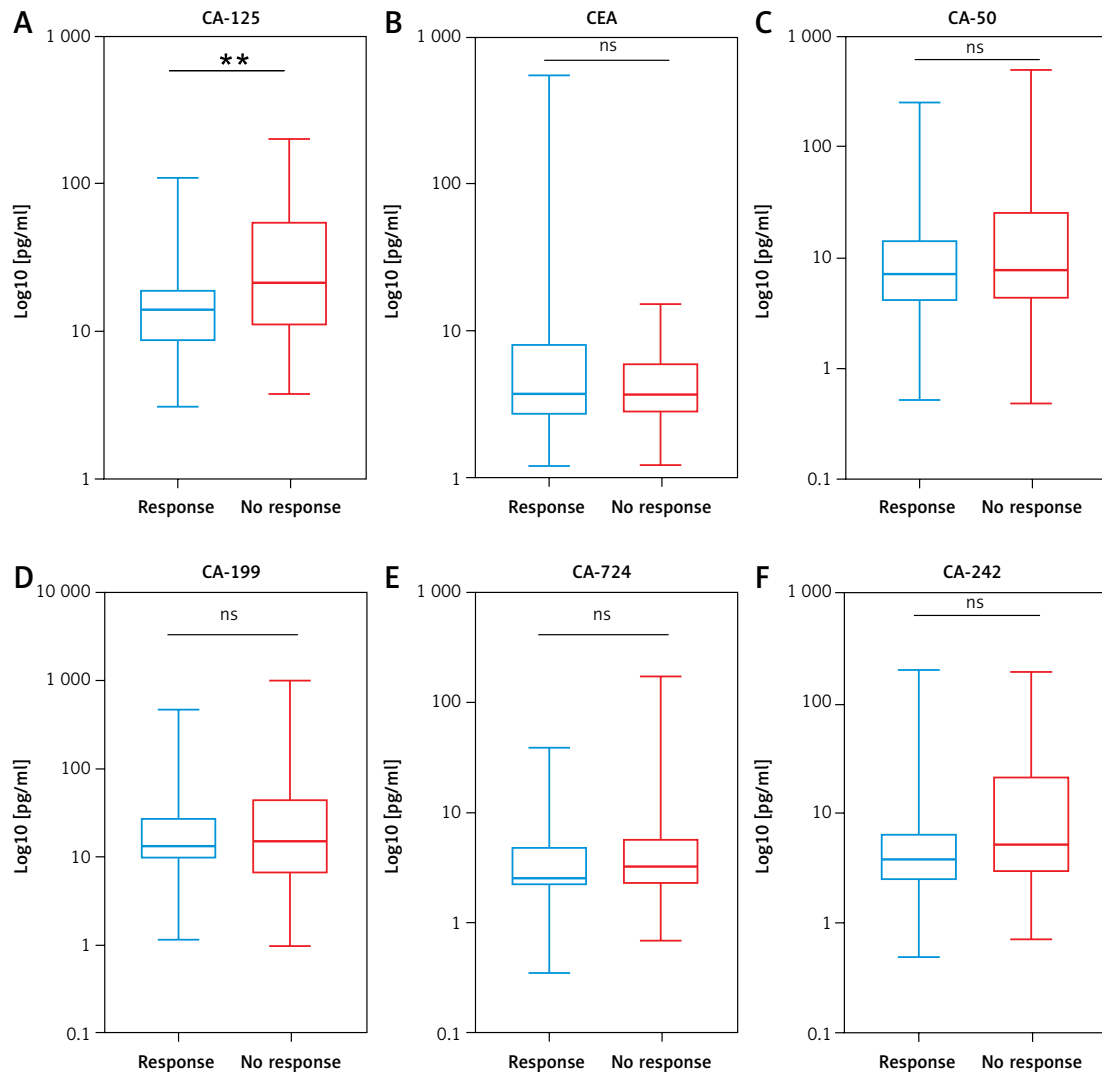 A
CA-125
1 000
**
100
10
1
Log10 [pg/ml]
Response
No response
B
CEA
1 000
ns
100
10
1
Log10 [pg/ml]
Response
No response
C
CA-50
1 000
ns
100
10
1
0.1
Log10 [pg/ml]
Response
No response
D
CA-199
10 000
ns
1 000
100
10
1
0.1
Log10 [pg/ml]
Response
No response
E
CA-724
1 000
ns
100
10
1
0.1
Log10 [pg/ml]
Response
No response
F
CA-242
1 000
ns
100
10
1
0.1
Log10 [pg/ml]
Response
No response